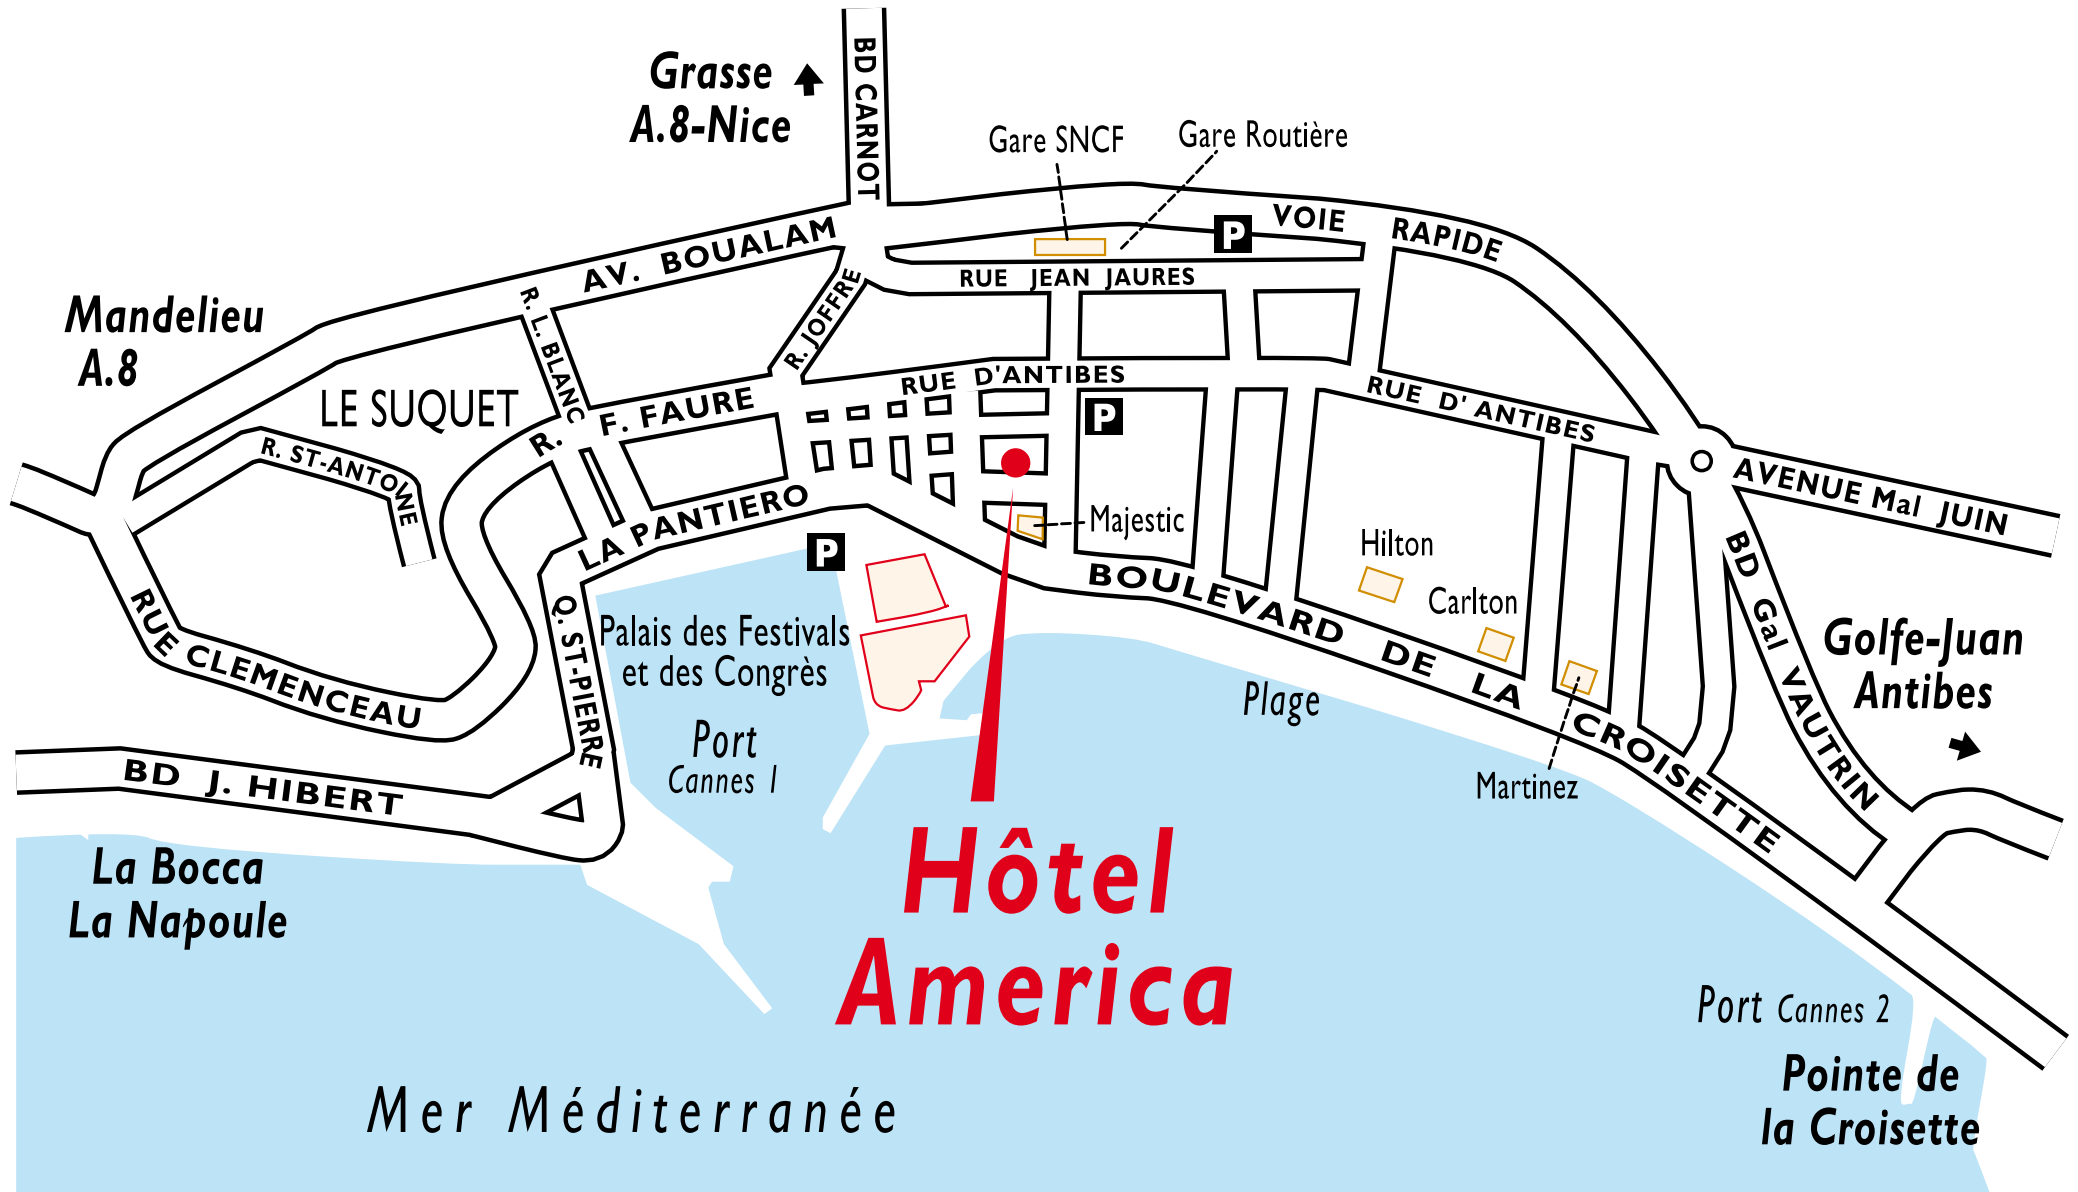 BD CARNOT
Grasse
A.8-Nice
Gare SNCF
Gare Routière
P
VOIE RAPIDE
AV. BOUALAM
RUE JEAN JAURES
R. JOFFRE
R. L. BLANC
Mandelieu
A.8
LE SUQUET
R. ST-ANTOINE
R. F. FAURE
RUE D'ANTIBES
RUE D' ANTIBES
P
AVENUE Mal JUIN
LA PANTIERO
P
Majestic
Hilton
Carlton
BD Gal VAUTRIN
Golfe-Juan
Antibes
BOULEVARD DE LA CROISETTE
RUE CLEMENCEAU
Q. ST-PIERRE
Palais des Festivals
et des Congrès
Port
Cannes 1
Plage
Martinez
BD J. HIBERT
La Bocca
La Napoule
Hôtel
America
Port Cannes 2
Pointe de
la Croisette
Mer Méditerranée